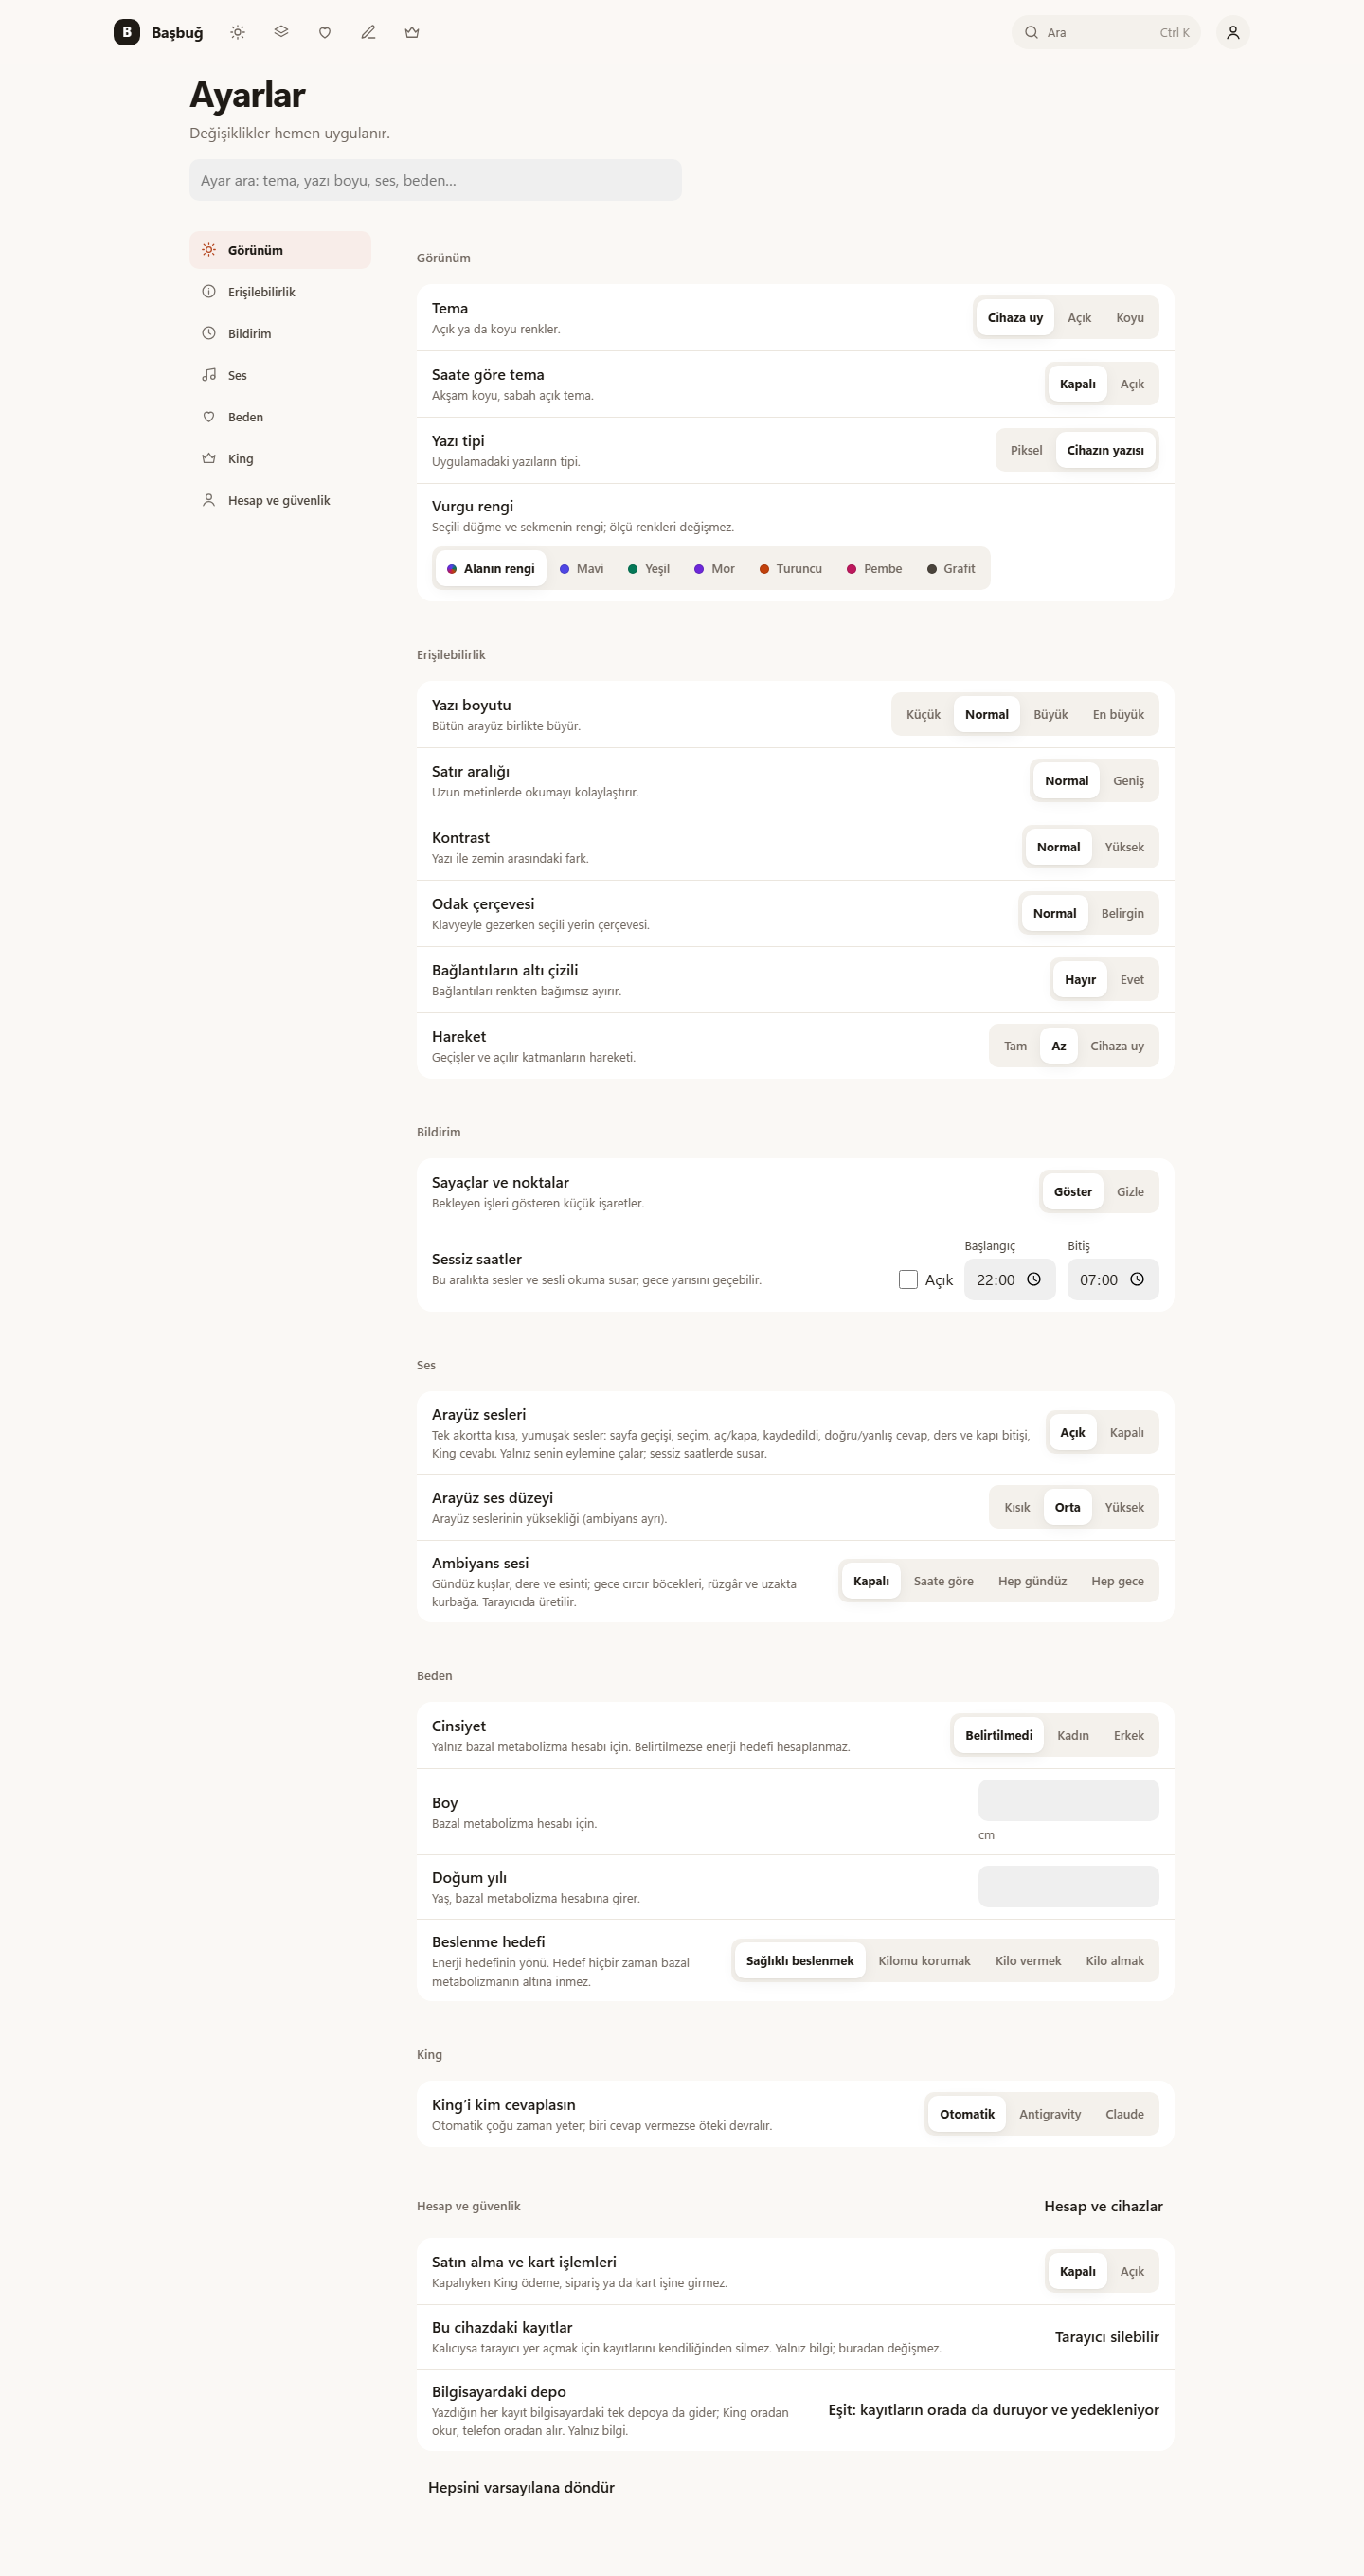 B Başbuğ
Ara Ctrl K
Ayarlar
Değişiklikler hemen uygulanır.
Ayar ara: tema, yazı boyu, ses, beden...
Görünüm
Erişilebilirlik
Bildirim
Ses
Beden
King
Hesap ve güvenlik
Görünüm
Tema
Açık ya da koyu renkler.
Cihaza uy Açık Koyu
Saate göre tema
Akşam koyu, sabah açık tema.
Kapalı Açık
Yazı tipi
Uygulamadaki yazıların tipi.
Piksel Cihazın yazısı
Vurgu rengi
Seçili düğme ve sekmenin rengi; ölçü renkleri değişmez.
Alanın rengi Mavi Yeşil Mor Turuncu Pembe Grafit
Erişilebilirlik
Yazı boyutu
Bütün arayüz birlikte büyür.
Küçük Normal Büyük En büyük
Satır aralığı
Uzun metinlerde okumayı kolaylaştırır.
Normal Geniş
Kontrast
Yazı ile zemin arasındaki fark.
Normal Yüksek
Odak çerçevesi
Klavyeyle gezerken seçili yerin çerçevesi.
Normal Belirgin
Bağlantıların altı çizili
Bağlantıları renkten bağımsız ayırır.
Hayır Evet
Hareket
Geçişler ve açılır katmanların hareketi.
Tam Az Cihaza uy
Bildirim
Sayaçlar ve noktalar
Bekleyen işleri gösteren küçük işaretler.
Göster Gizle
Sessiz saatler
Bu aralıkta sesler ve sesli okuma susar; gece yarısını geçebilir.
Açık
Başlangıç
22:00
Bitiş
07:00
Ses
Arayüz sesleri
Tek akortta kısa, yumuşak sesler: sayfa geçişi, seçim, aç/kapa, kaydedildi, doğru/yanlış cevap, ders ve kapı bitişi,
King cevabı. Yalnız senin eylemine çalar; sessiz saatlerde susar.
Açık Kapalı
Arayüz ses düzeyi
Arayüz seslerinin yüksekliği (ambiyans ayrı).
Kısık Orta Yüksek
Ambiyans sesi
Gündüz kuşlar, dere ve esinti; gece cırcır böcekleri, rüzgâr ve uzakta
kurbağa. Tarayıcıda üretilir.
Kapalı Saate göre Hep gündüz Hep gece
Beden
Cinsiyet
Yalnız bazal metabolizma hesabı için. Belirtilmezse enerji hedefi hesaplanmaz.
Belirtilmedi Kadın Erkek
Boy
Bazal metabolizma hesabı için.
cm
Doğum yılı
Yaş, bazal metabolizma hesabına girer.
Beslenme hedefi
Enerji hedefinin yönü. Hedef hiçbir zaman bazal
metabolizmanın altına inmez.
Sağlıklı beslenmek Kilomu korumak Kilo vermek Kilo almak
King
King'i kim cevaplasın
Otomatik çoğu zaman yeter; biri cevap vermezse öteki devralır.
Otomatik Antigravity Claude
Hesap ve güvenlik
Hesap ve cihazlar
Satın alma ve kart işlemleri
Kapalıyken King ödeme, sipariş ya da kart işine girmez.
Kapalı Açık
Bu cihazdaki kayıtlar
Kalıcıysa tarayıcı yer açmak için kayıtlarını kendiliğinden silmez. Yalnız bilgi; buradan değişmez.
Tarayıcı silebilir
Bilgisayardaki depo
Yazdığın her kayıt bilgisayardaki tek depoya da gider; King oradan
okur, telefon oradan alır. Yalnız bilgi.
Eşit: kayıtların orada da duruyor ve yedekleniyor
Hepsini varsayılana döndür